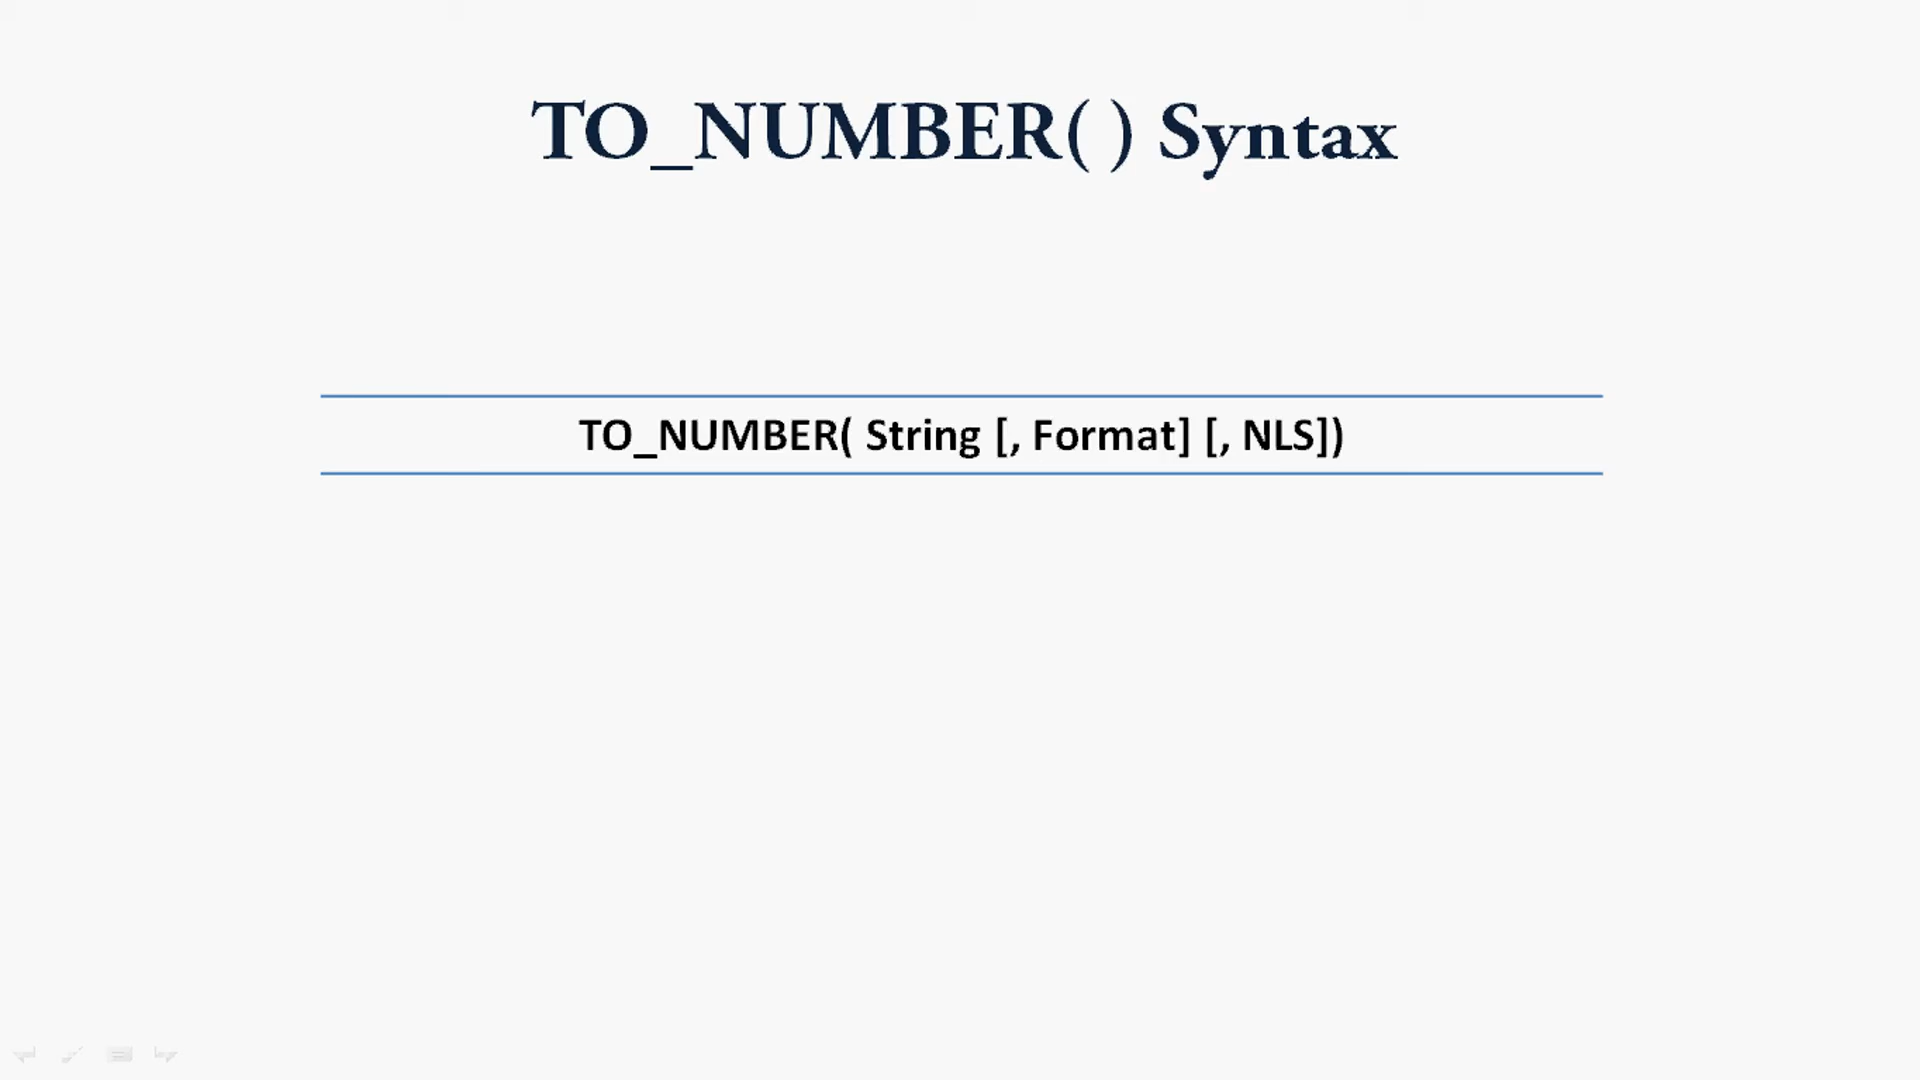 TO_NUMBER( ) Syntax
TO_NUMBER( String [, Format] [, NLS])